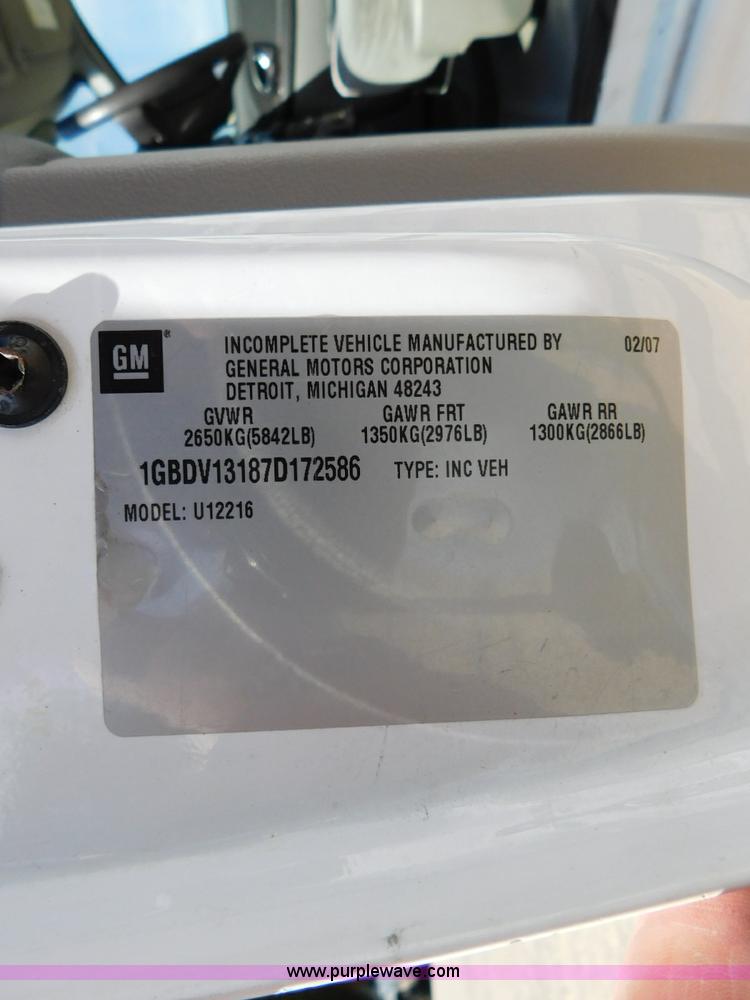 GM ® INCOMPLETE VEHICLE MANUFACTURED BY 02/07
GENERAL MOTORS CORPORATION
DETROIT, MICHIGAN 48243
GVWR GAWR FRT GAWR RR
2650KG(5842LB) 1350KG(2976LB) 1300KG(2866LB)
1GBDV13187D172586 TYPE: INC VEH
MODEL: U12216
www.purplewave.com